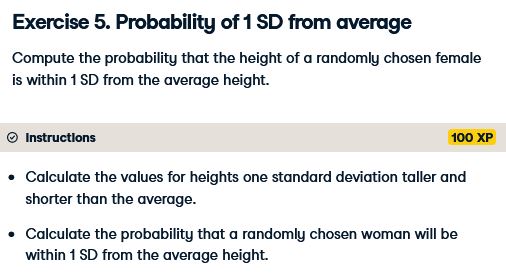 Exercise 5. Probability of 1 SD from average
Compute the probability that the height of a randomly chosen female
is within 1 SD from the average height.
Instructions
100 XP
• Calculate the values for heights one standard deviation taller and
shorter than the average.
• Calculate the probability that a randomly chosen woman will be
within 1 SD from the average height.